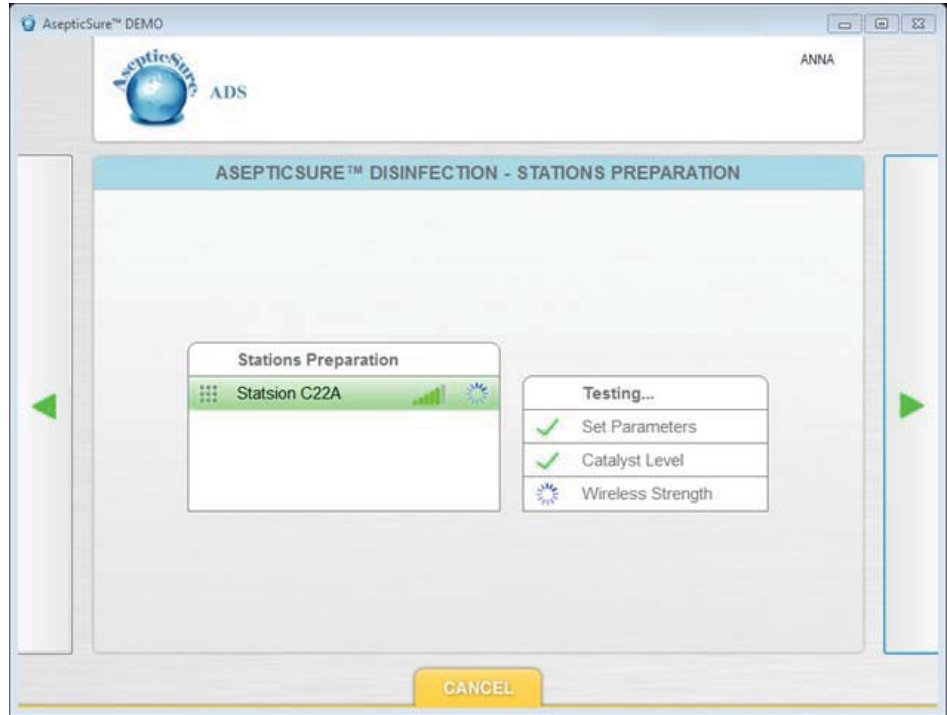 AsepticSure™ DEMO
ANNA
AsepticSure
ADS
ASEPTICSURE™ DISINFECTION - STATIONS PREPARATION
Stations Preparation
Statsion C22A
Testing...
Set Parameters
Catalyst Level
Wireless Strength
CANCEL